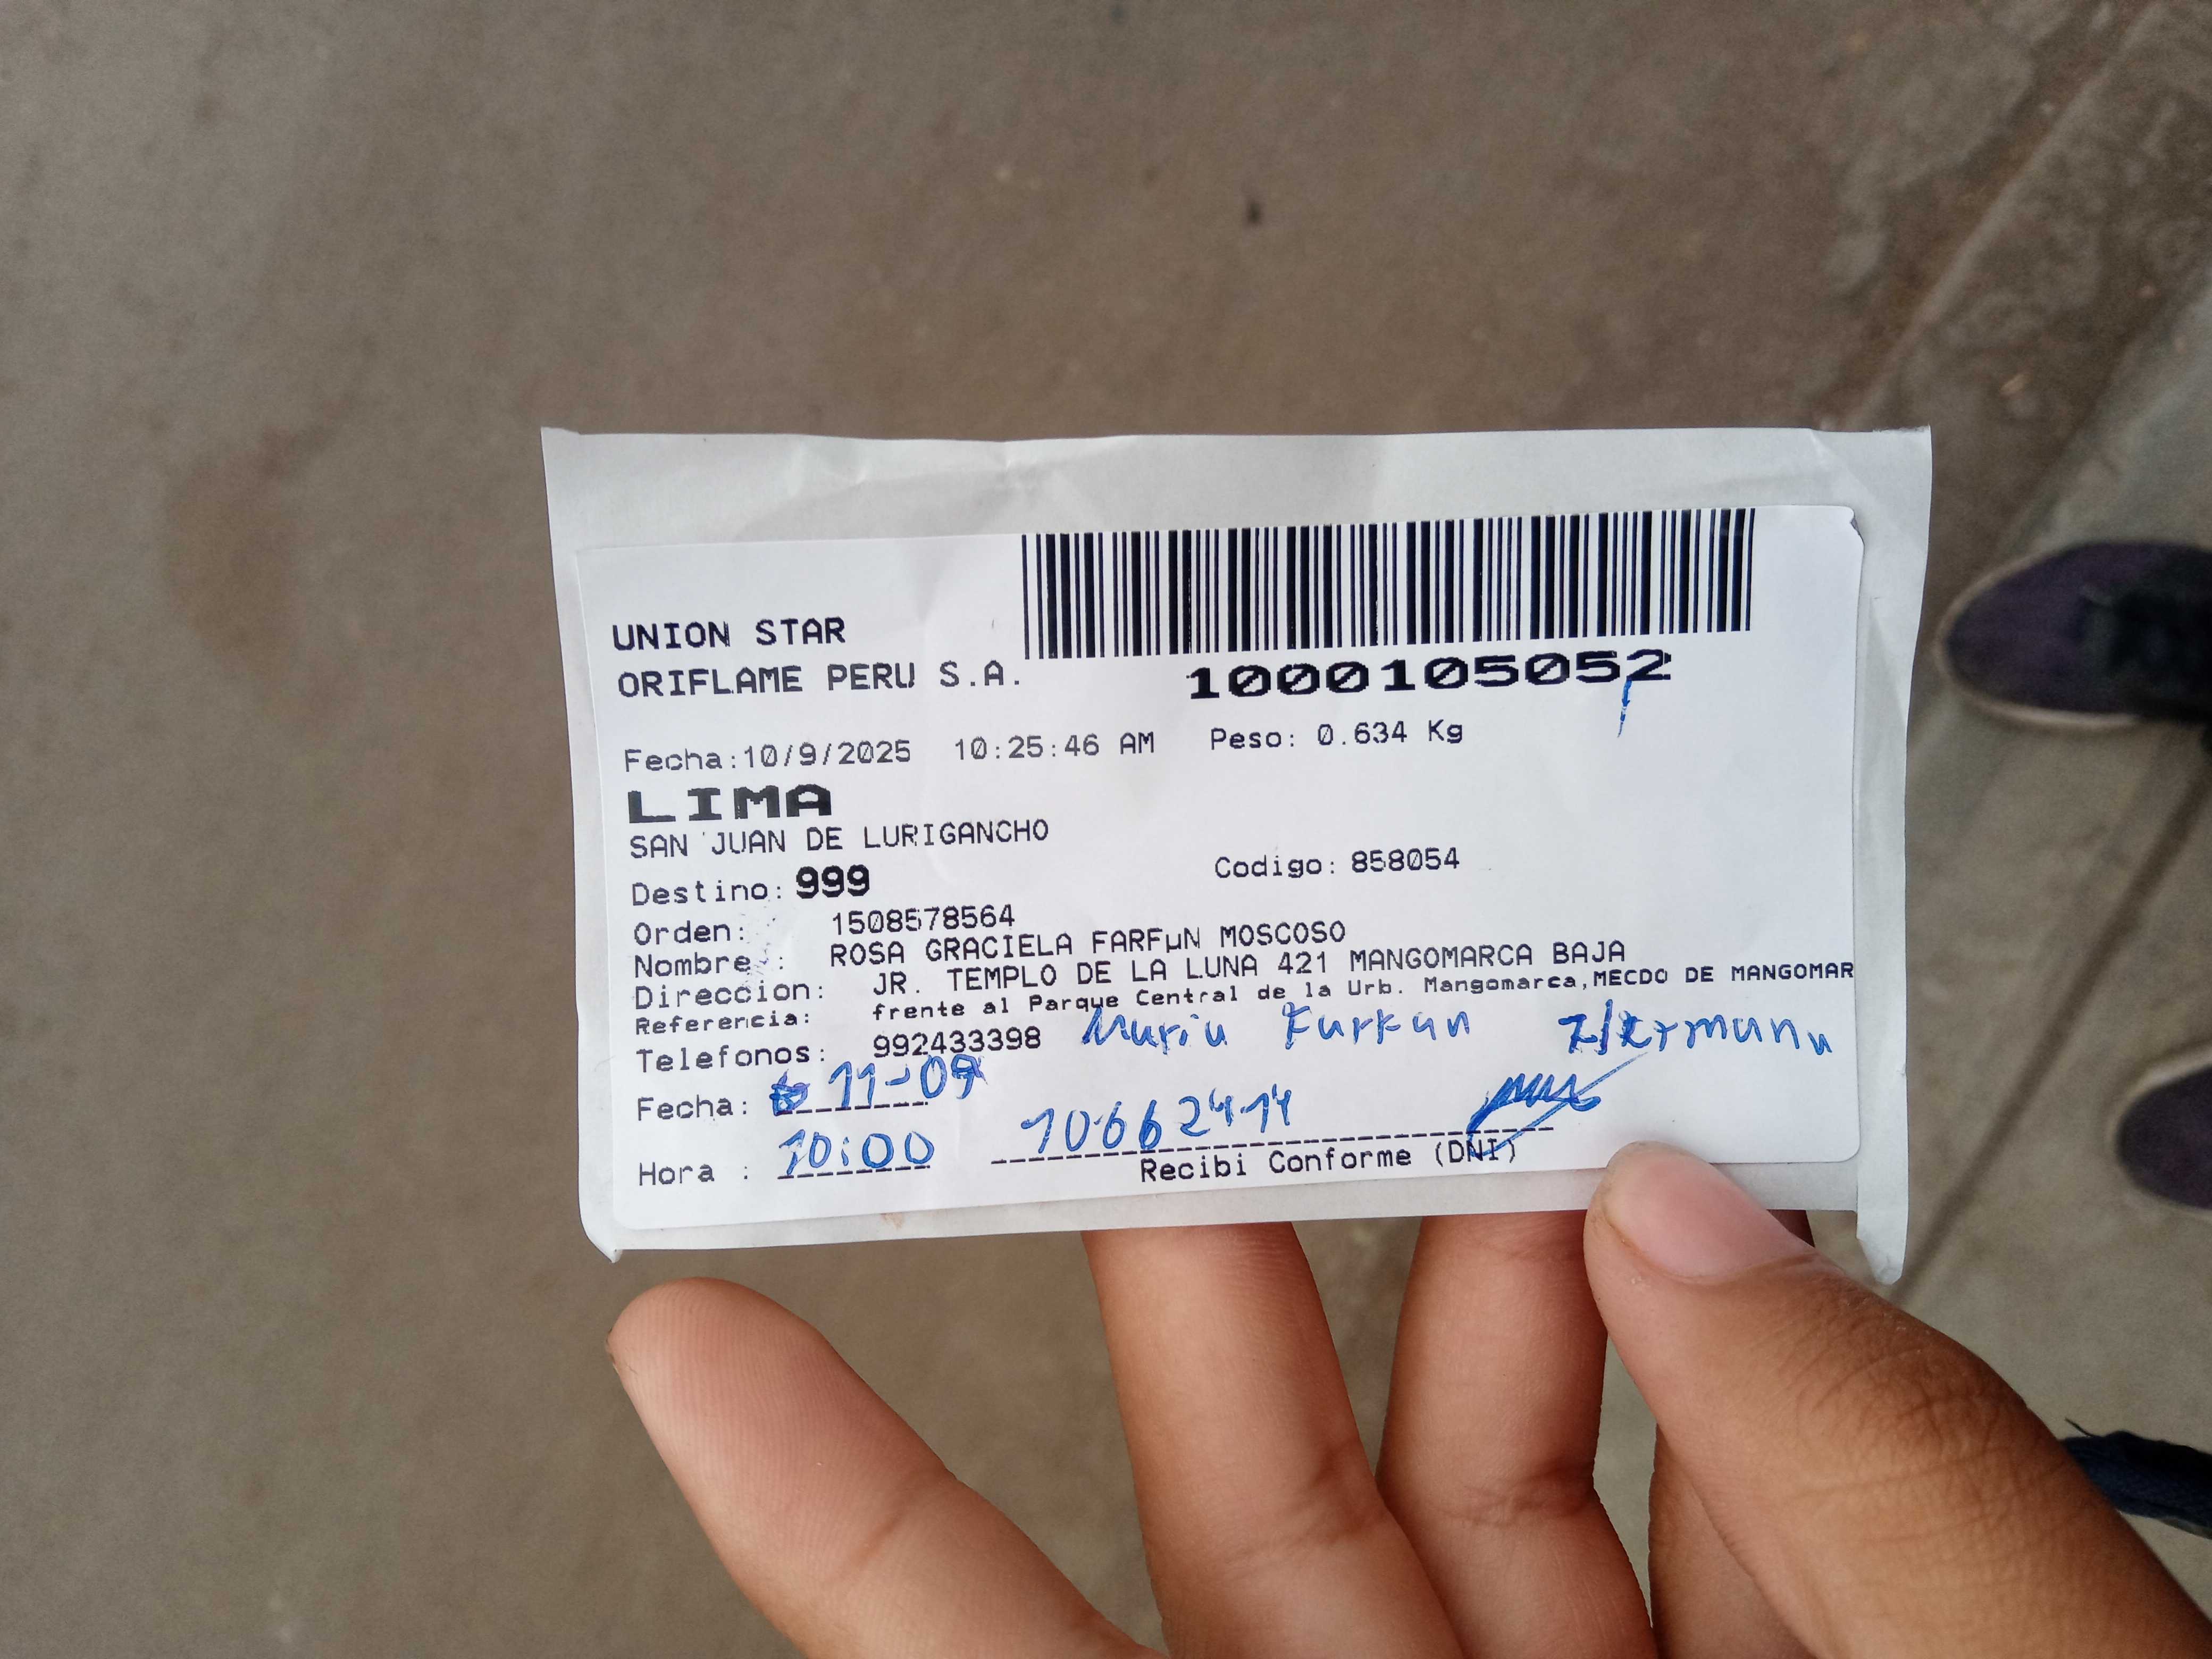 UNION STAR
ORIFLAME PERU S.A.
1000105052
Fecha:10/9/2025 10:25:46 AM Peso: 0.634 Kg
LIMA
SAN JUAN DE LURIGANCHO
Destino: 999 Codigo: 858054
Orden: 1508578564
Nombre : ROSA GRACIELA FARFµN MOSCOSO
Direccion: JR. TEMPLO DE LA LUNA 421 MANGOMARCA BAJA
Referencia: frente al Parque Central de la Urb. Mangomarca,MECDO DE MANGOMAR
Telefonos: 992433398 Maria Farfan
Fecha: 11-09
Hora : 10:00 10662414
Recibi Conforme (DNI)